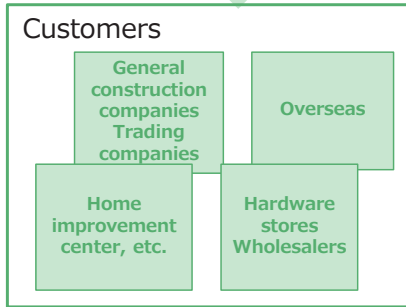 Customers
General
construction
companies
Trading
companies
Overseas
Home
improvement
center, etc.
Hardware
stores
Wholesalers